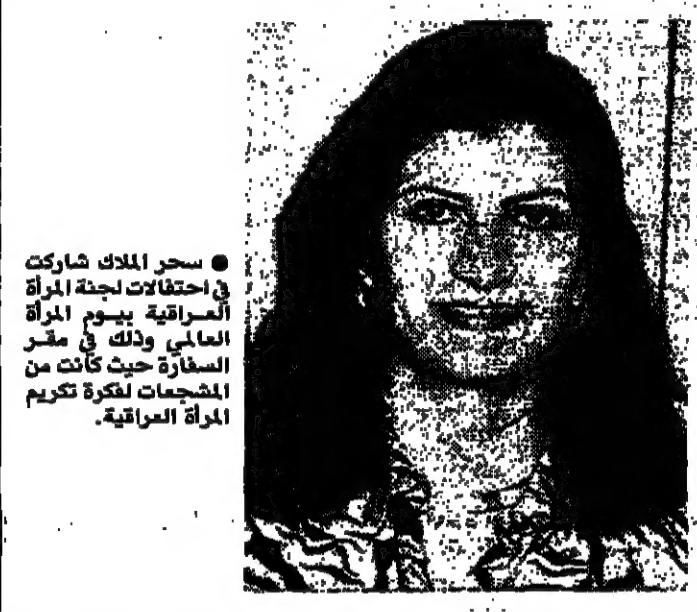 ● سحر الملاك شاركت
في احتفالات لجنة المرأة
العراقية بيوم المرأة
العالمي وذلك في مقر
السفارة حيث كانت من
المشجعات لفكرة تكريم
المرأة العراقية.